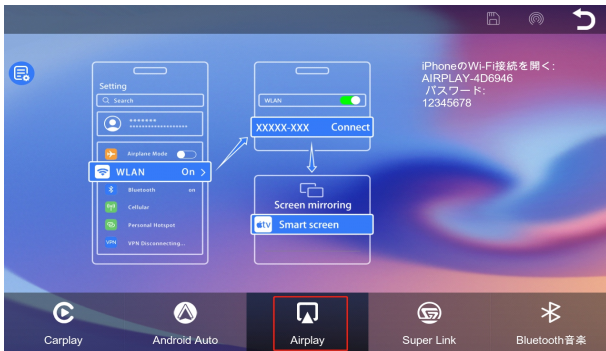 iPhoneのWi-Fi接続を開く:
AIRPLAY-4D6946
パスワード:
12345678
Setting
Search
*******
******************
Airplane Mode
WLAN On >
Bluetooth on
Cellular
Personal Hotspot
VPN VPN Disconnecting...
WLAN
XXXXX-XXX Connect
Screen mirroring
tv Smart screen
Carplay
Android Auto
Airplay
Super Link
Bluetooth音楽